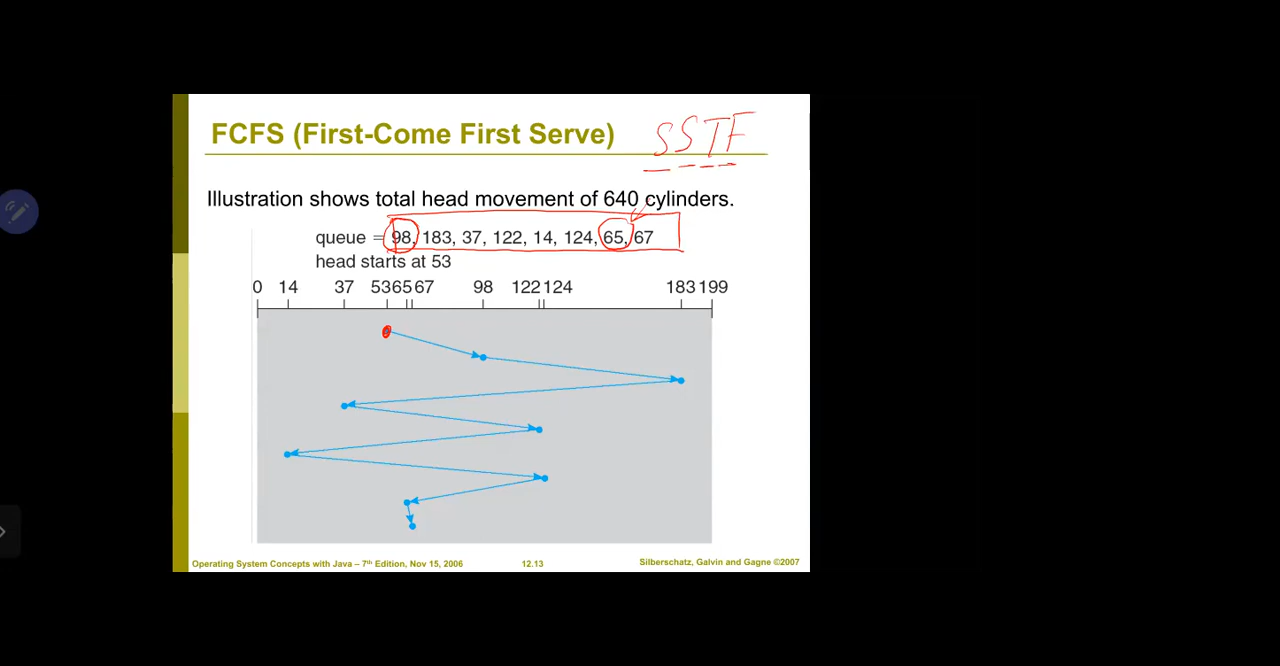 FCFS (First-Come First Serve) SSTF
Illustration shows total head movement of 640 cylinders.
queue = 98, 183, 37, 122, 14, 124, 65, 67
head starts at 53
0 14 37 53 65 67 98 122 124 183 199
Operating System Concepts with Java – 7th Edition, Nov 15, 2006 12.13 Silberschatz, Galvin and Gagne ©2007